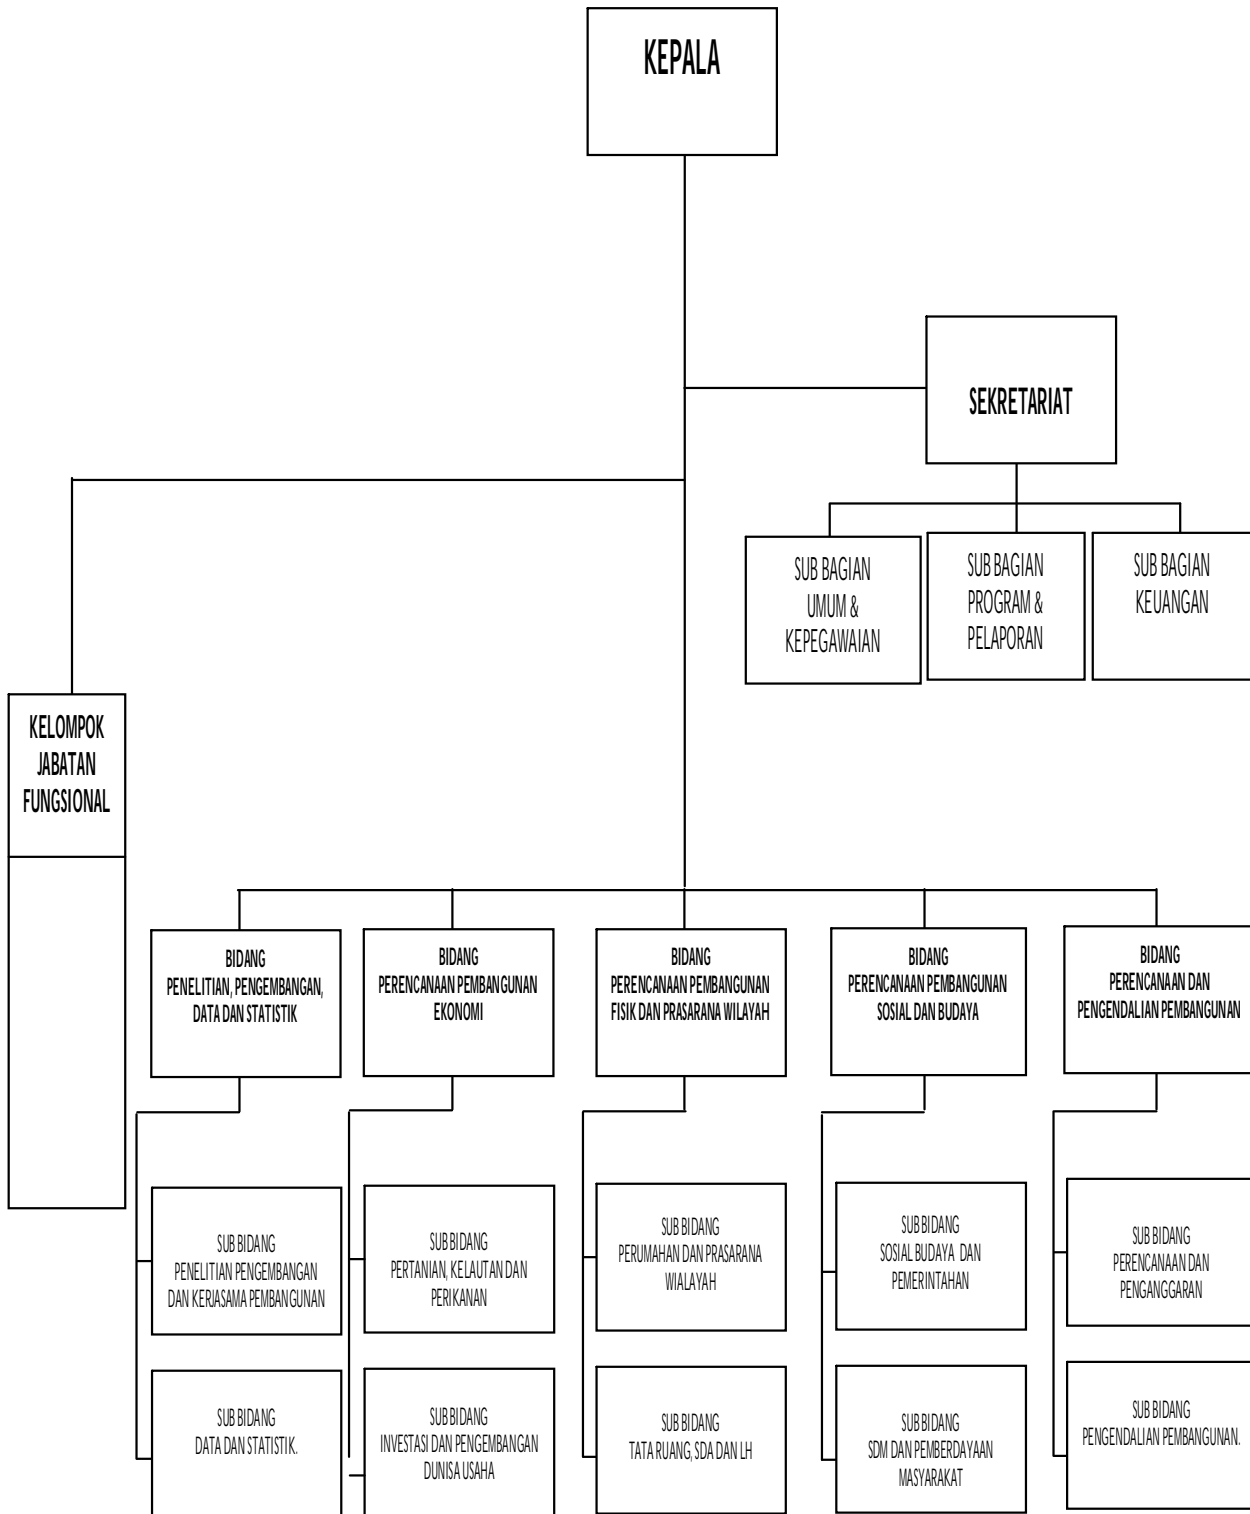 KEPALA
SEKRETARIAT
SUB BAGIAN
UMUM &
KEPEGAWAIAN
SUB BAGIAN
PROGRAM &
PELAPORAN
SUB BAGIAN
KEUANGAN
KELOMPOK
JABATAN
FUNGSIONAL
BIDANG
PENELITIAN, PENGEMBANGAN,
DATA DAN STATISTIK
BIDANG
PERENCANAAN PEMBANGUNAN
EKONOMI
BIDANG
PERENCANAAN PEMBANGUNAN
FISIK DAN PRASARANA WILAYAH
BIDANG
PERENCANAAN PEMBANGUNAN
SOSIAL DAN BUDAYA
BIDANG
PERENCANAAN DAN
PENGENDALIAN PEMBANGUNAN
SUB BIDANG
PENELITIAN PENGEMBANGAN
DAN KERJASAMA PEMBANGUNAN
SUB BIDANG
PERTANIAN, KELAUTAN DAN
PERIKANAN
SUB BIDANG
PERUMAHAN DAN PRASARANA
WIALAYAH
SUB BIDANG
SOSIAL BUDAYA DAN
PEMERINTAHAN
SUB BIDANG
PERENCANAAN DAN
PENGANGGARAN
SUB BIDANG
DATA DAN STATISTIK.
SUB BIDANG
INVESTASI DAN PENGEMBANGAN
DUNISA USAHA
SUB BIDANG
TATA RUANG, SDA DAN LH
SUB BIDANG
SDM DAN PEMBERDAYAAN
MASYARAKAT
SUB BIDANG
PENGENDALIAN PEMBANGUNAN.